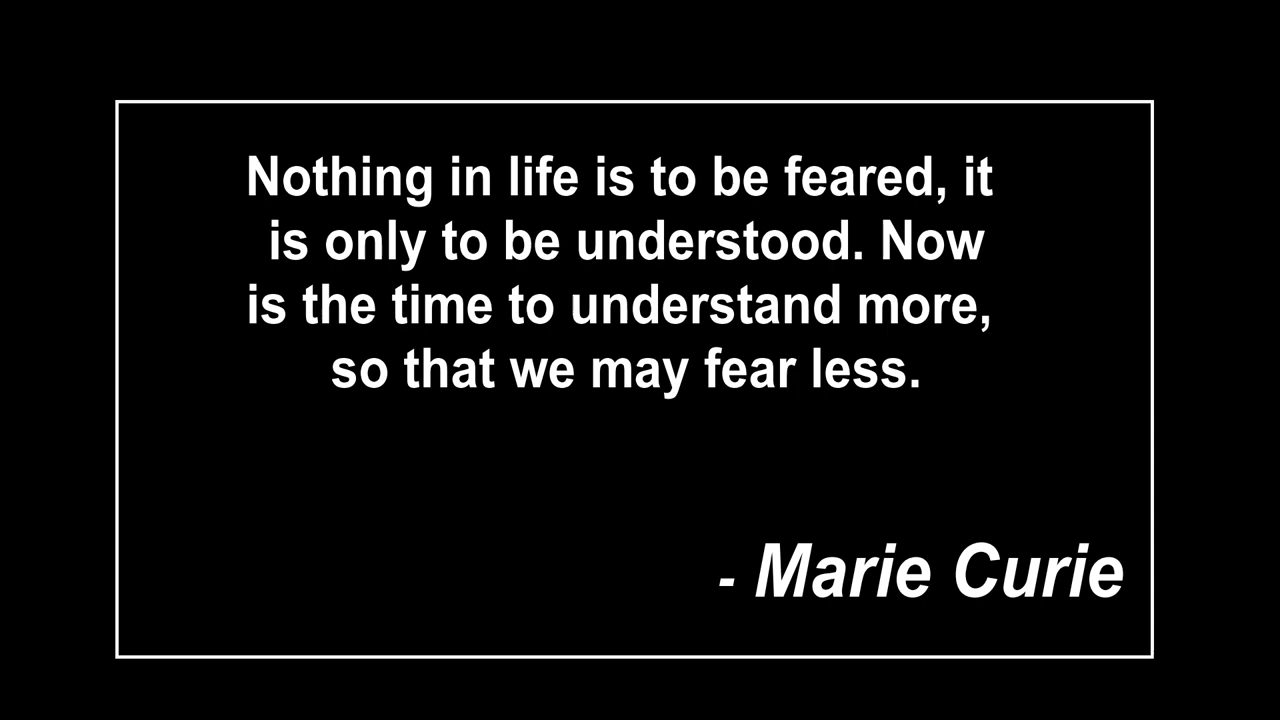 Nothing in life is to be feared, it
is only to be understood. Now
is the time to understand more,
so that we may fear less.
- Marie Curie